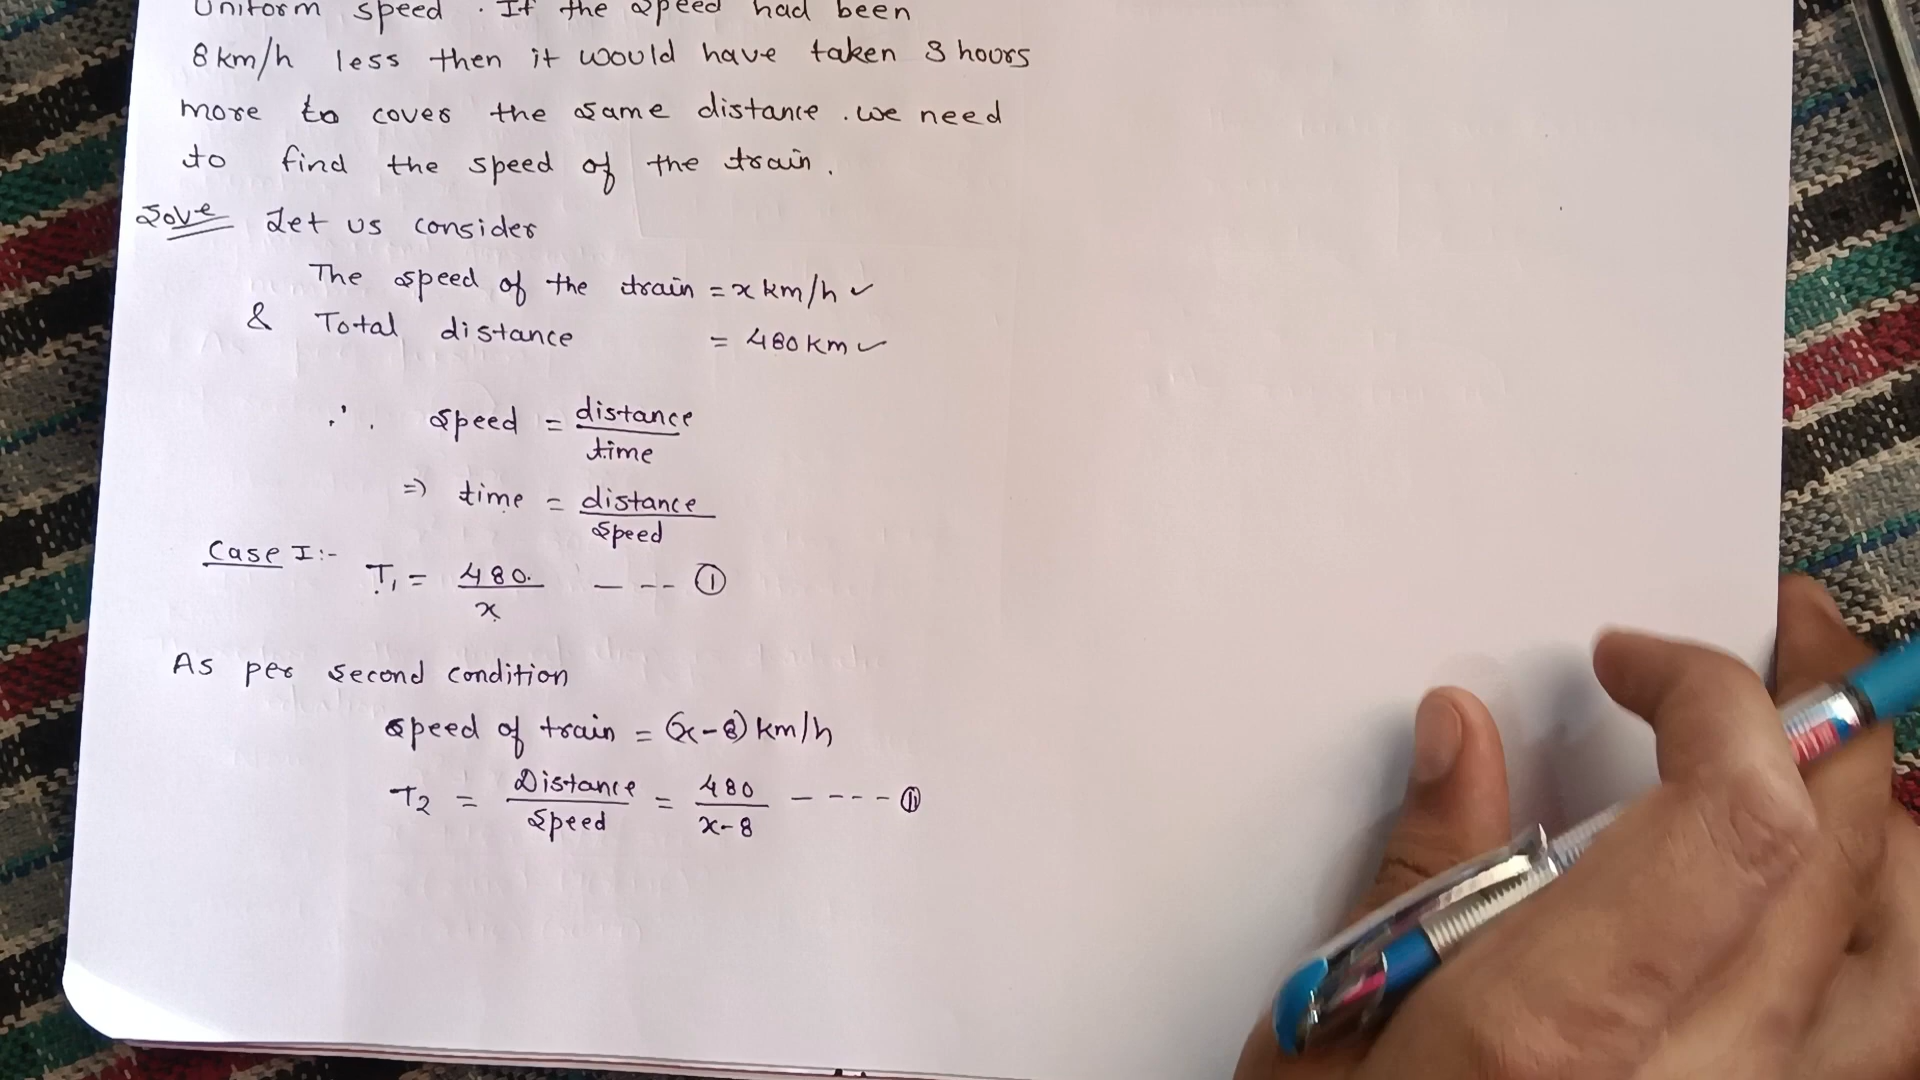 Uniform speed . If the speed had been
8 km/h less then it would have taken 3 hours
more to cover the same distance . we need
to find the speed of the train .
Solve Let us consider
The speed of the train = x km/h ✓
& Total distance = 480 km ✓
∴ speed = distance / time
=> time = distance / speed
Case I :- T₁ = 480 / x - - - - ①
As per second condition
speed of train = (x-8) km/h
T₂ = Distance / Speed = 480 / x-8 - - - - - ⑪